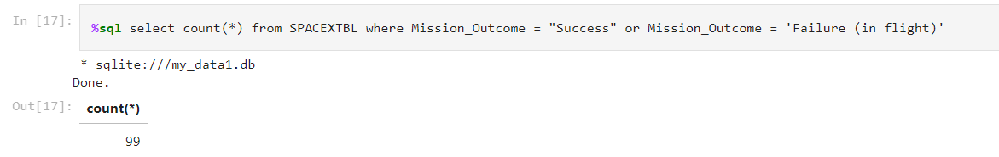 In [17]: %sql select count(*) from SPACEXTBL where Mission_Outcome = "Success" or Mission_Outcome = 'Failure (in flight)'
* sqlite:///my_data1.db
Done.
Out[17]: count(*)
99